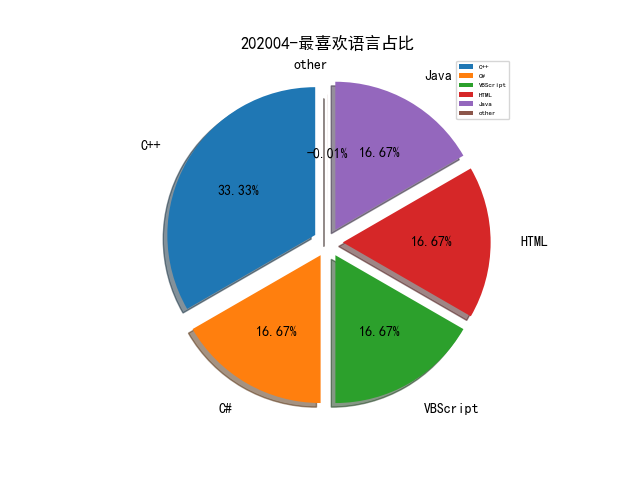 202004-最喜欢语言占比
other
Java
C++
C#
VBScript
HTML
Java
other
C++
-0.01%
16.67%
33.33%
16.67%
HTML
16.67%
16.67%
C#
VBScript